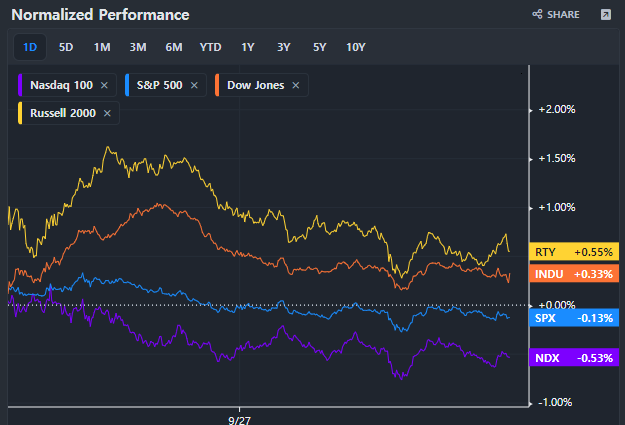 Normalized Performance
SHARE
1D 5D 1M 3M 6M YTD 1Y 3Y 5Y 10Y
Nasdaq 100 × S&P 500 × Dow Jones ×
Russell 2000 ×
+2.00%
+1.50%
+1.00%
RTY +0.55%
INDU +0.33%
+0.00%
SPX -0.13%
NDX -0.53%
-1.00%
9/27